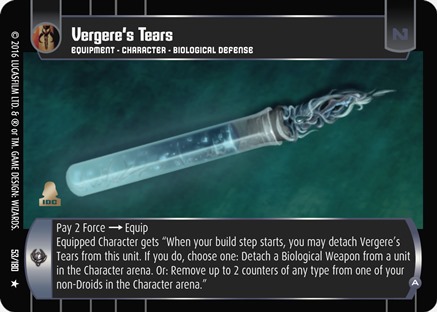 Vergere's Tears
EQUIPMENT - CHARACTER - BIOLOGICAL DEFENSE
N
© 2016 LUCASFILM LTD. & ® or TM. GAME DESIGN: WIZARDS.
IDC
53/180
Pay 2 Force → Equip
Equipped Character gets “When your build step starts, you may detach Vergere's
Tears from this unit. If you do, choose one: Detach a Biological Weapon from a unit
in the Character arena. Or: Remove up to 2 counters of any type from one of your
non-Droids in the Character arena.”
A